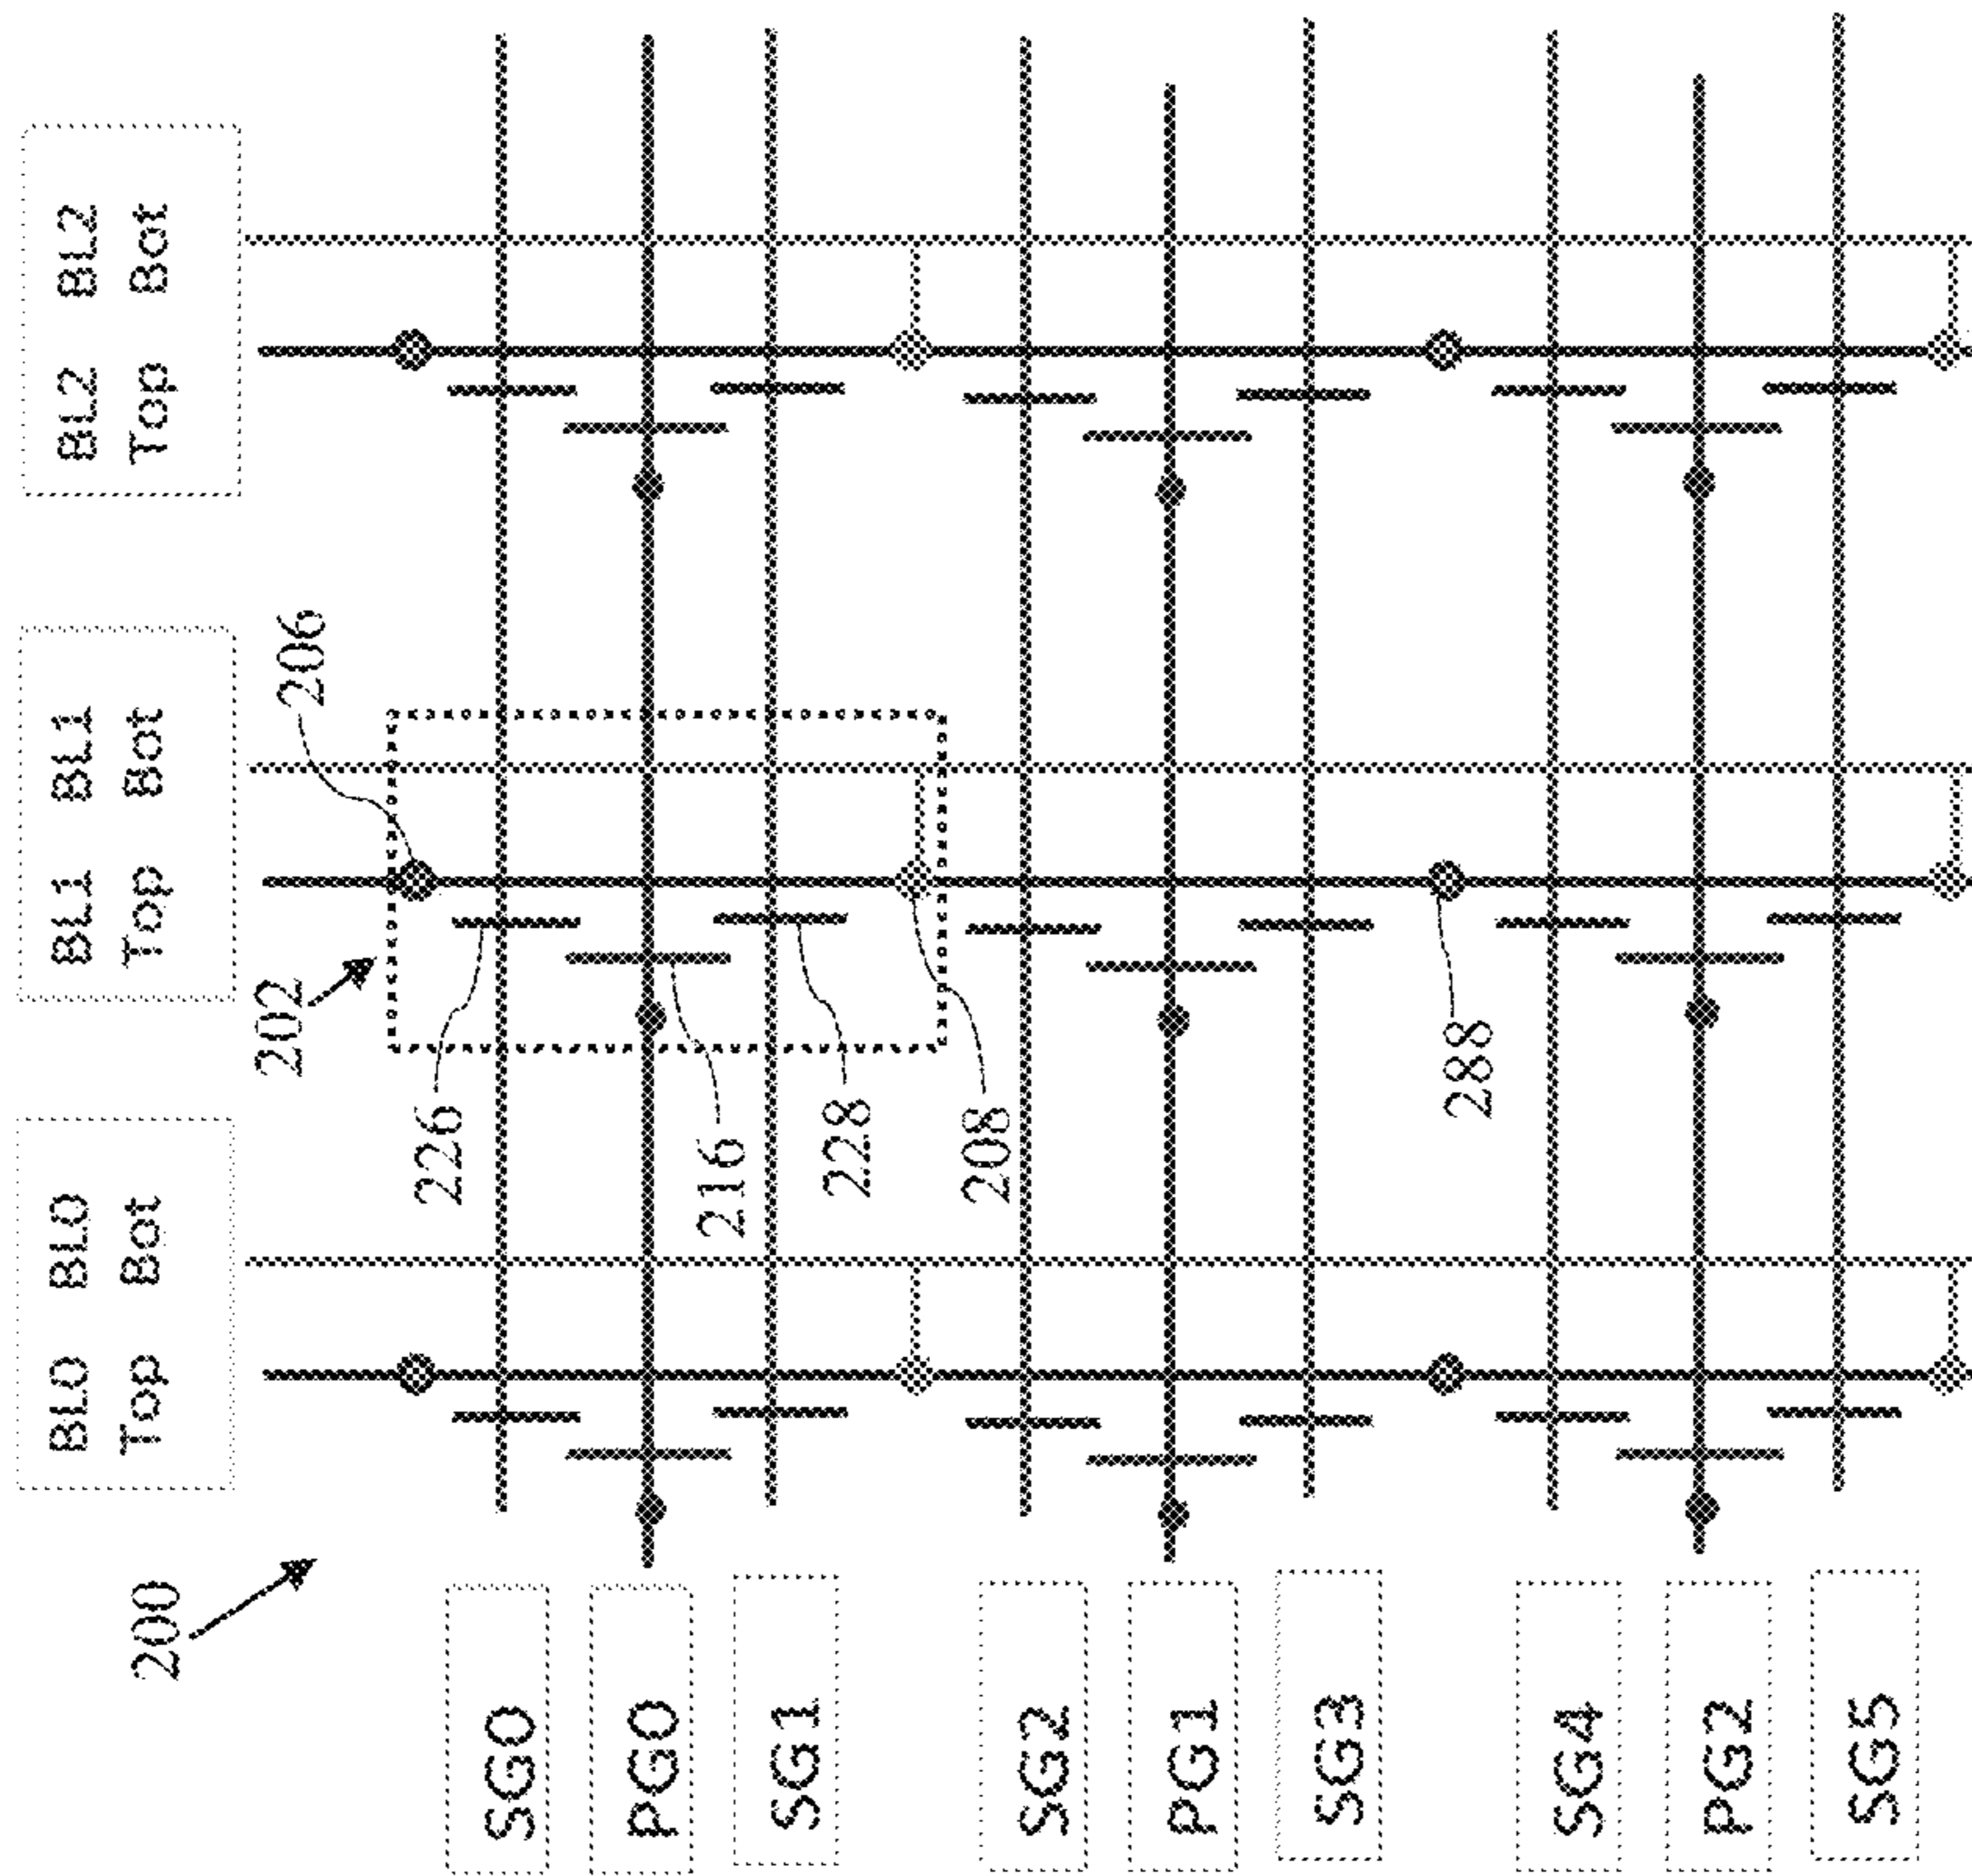 200
BL0 BL0
Top Bot
BL1 BL1
Top Bot
BL2 BL2
Top Bot
202
206
226
216
228
208
288
SG0
PG0
SG1
SG2
PG1
SG3
SG4
PG2
SG5